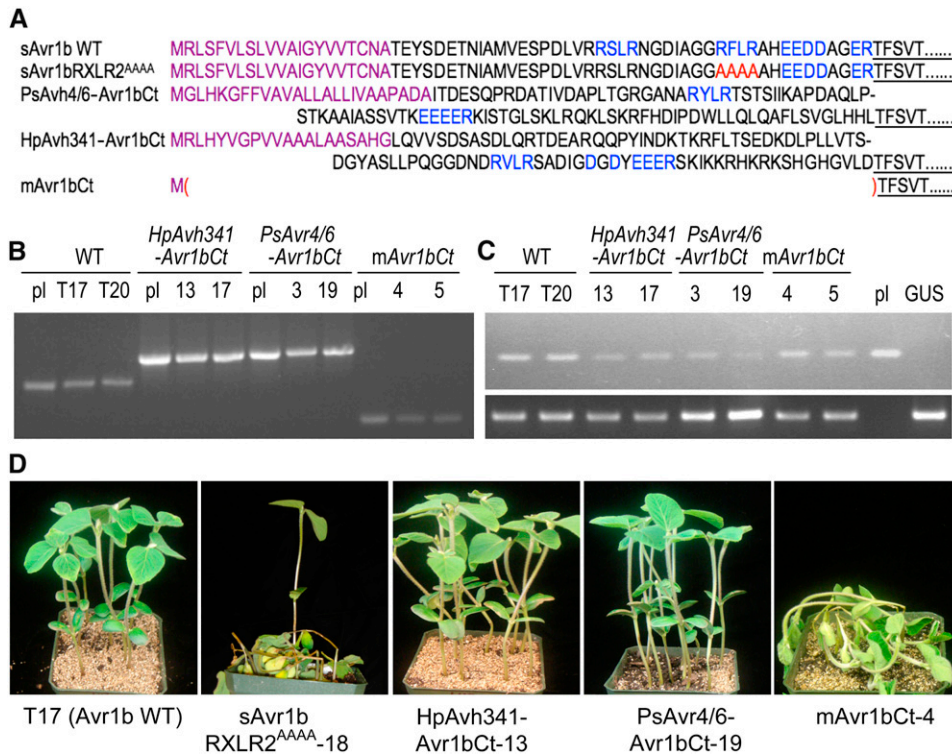 A
sAvr1b WT MRLSFVLSLVVAIGYVVTCNATEYSDETNIAMVESPDLVRRSLRNGDIAGGRFLRAHEEDDAGERTFSVT......
sAvr1bRXLR2AAAA MRLSFVLSLVVAIGYVVTCNATEYSDETNIAMVESPDLVRRSLRNGDIAGGAAAAAHEEDDAGERTFSVT......
PsAvh4/6-Avr1bCt MGLHKGFFVAVALLALLIVAAPADAITDESQPRDATIVDAPLTGRGANARYLRTSTSIIKAPDAQLP-
STKAAIASSVTKEEEERKISTGLSKLRQKLSKRFHDIPDWLLQLQAFLSVGLHHLTFSVT......
HpAvh341-Avr1bCt MRLHYVGPVVAAALAASAHGLQVVSDSASDLQRTDEARQQPYINDKTKRFLTSEDKDLPLLVTS-
DGYASLLPQGGDNDRVLRSADIGDGDYEEERSKIKKRHKRKSHGHGVLDTFSVT......
mAvr1bCt M( )TFSVT......
B
WT HpAvh341 -Avr1bCt PsAvr4/6 -Avr1bCt mAvr1bCt
pl T17 T20 pl 13 17 pl 3 19 pl 4 5
C
WT HpAvh341 -Avr1bCt PsAvr4/6 -Avr1bCt mAvr1bCt
T17 T20 13 17 3 19 4 5 pl GUS
D
T17 (Avr1b WT)
sAvr1b
RXLR2AAAA-18
HpAvh341-
Avr1bCt-13
PsAvr4/6-
Avr1bCt-19
mAvr1bCt-4